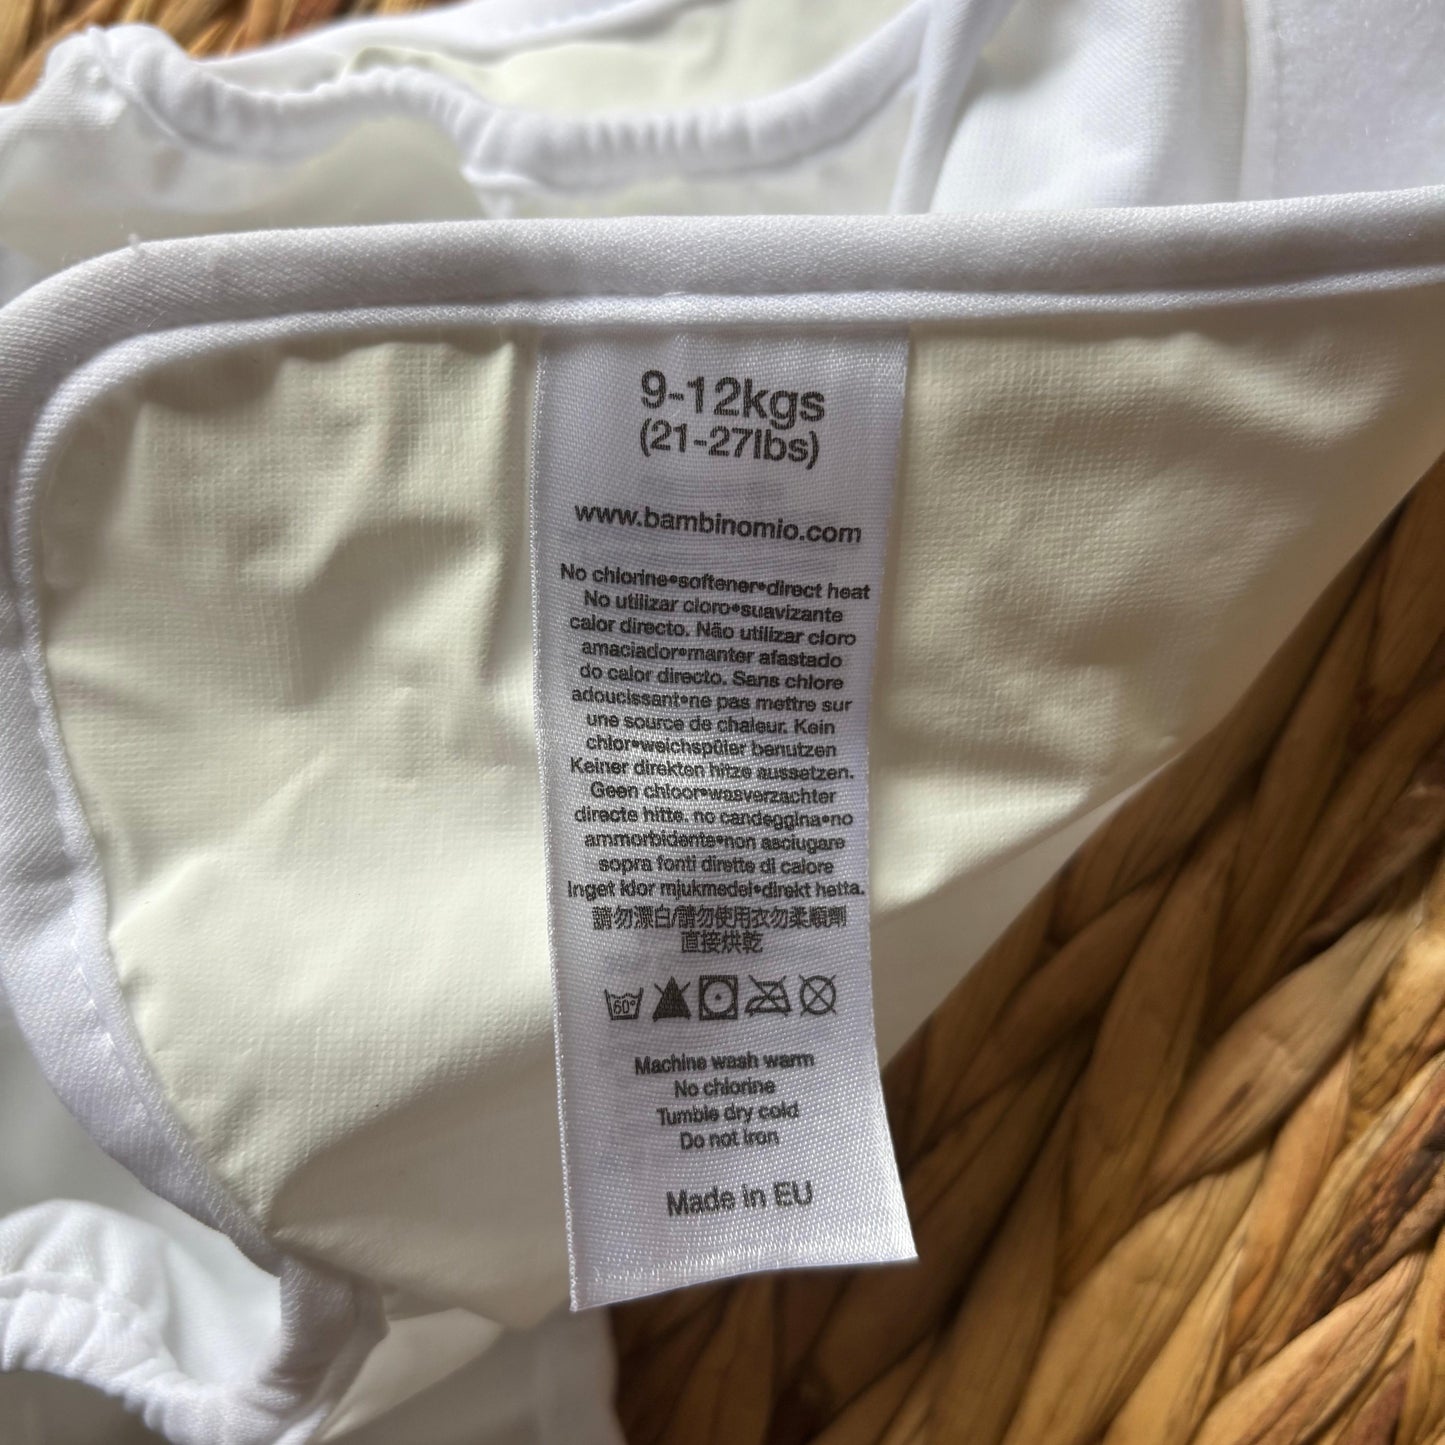 9-12kgs
(21-27lbs)
www.bambinomio.com
No chlorine•softener•direct heat
No utilizar cloro•suavizante
calor directo. Não utilizar cloro
amaciador•manter afastado
do calor directo. Sans chlore
adoucissant•ne pas mettre sur
une source de chaleur. Kein
chlor•weichspüler benutzen
Keiner direkten hitze aussetzen.
Geen chloor•wasverzachter
directe hitte. no candeggina•no
ammorbidente•non asciugare
sopra fonti dirette di calore
Inget klor mjukmedel•direkt hetta.
請勿漂白/請勿使用衣勿柔順劑
直接烘乾
60°
Machine wash warm
No chlorine
Tumble dry cold
Do not iron
Made in EU